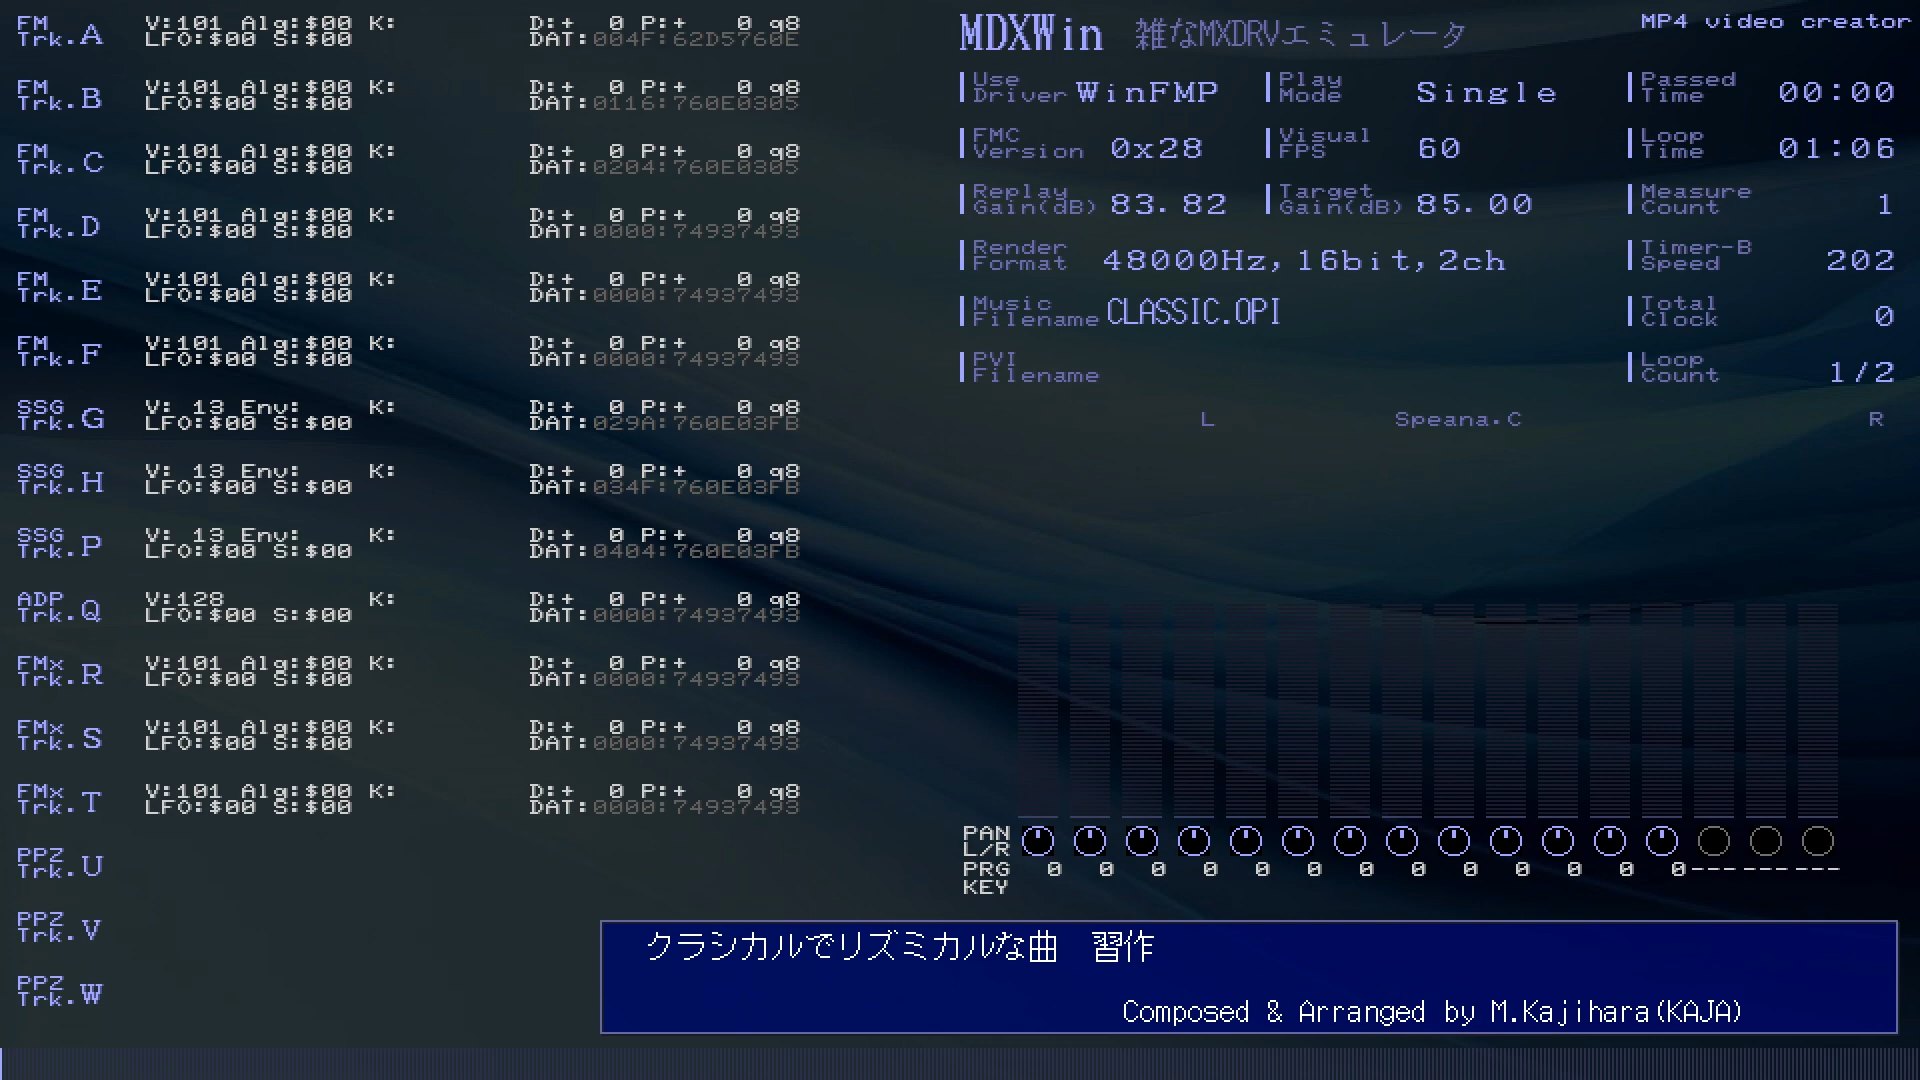 FM Trk.A V:101 Alg:$00 K: D:+ 0 P:+ 0 q8
LFO:$00 S:$00 DAT:004F:62D5760E
FM Trk.B V:101 Alg:$00 K: D:+ 0 P:+ 0 q8
LFO:$00 S:$00 DAT:0116:760E0305
FM Trk.C V:101 Alg:$00 K: D:+ 0 P:+ 0 q8
LFO:$00 S:$00 DAT:0204:760E0305
FM Trk.D V:101 Alg:$00 K: D:+ 0 P:+ 0 q8
LFO:$00 S:$00 DAT:0000:74937493
FM Trk.E V:101 Alg:$00 K: D:+ 0 P:+ 0 q8
LFO:$00 S:$00 DAT:0000:74937493
FM Trk.F V:101 Alg:$00 K: D:+ 0 P:+ 0 q8
LFO:$00 S:$00 DAT:0000:74937493
SSG Trk.G V: 13 Env: K: D:+ 0 P:+ 0 q8
LFO:$00 S:$00 DAT:029A:760E03FB
SSG Trk.H V: 13 Env: K: D:+ 0 P:+ 0 q8
LFO:$00 S:$00 DAT:034F:760E03FB
SSG Trk.P V: 13 Env: K: D:+ 0 P:+ 0 q8
LFO:$00 S:$00 DAT:0404:760E03FB
ADP Trk.Q V:128 K: D:+ 0 P:+ 0 q8
LFO:$00 S:$00 DAT:0000:74937493
FMx Trk.R V:101 Alg:$00 K: D:+ 0 P:+ 0 q8
LFO:$00 S:$00 DAT:0000:74937493
FMx Trk.S V:101 Alg:$00 K: D:+ 0 P:+ 0 q8
LFO:$00 S:$00 DAT:0000:74937493
FMx Trk.T V:101 Alg:$00 K: D:+ 0 P:+ 0 q8
LFO:$00 S:$00 DAT:0000:74937493
PPZ Trk.U
PPZ Trk.V
PPZ Trk.W
MDXWin 雑なMXDRVエミュレータ MP4 video creator
Use Driver WinFMP Play Mode Single Passed Time 00:00
FMC Version 0x28 Visual FPS 60 Loop Time 01:06
Replay Gain(dB) 83.82 Target Gain(dB) 85.00 Measure Count 1
Render Format 48000Hz,16bit,2ch Timer-B Speed 202
Music Filename CLASSIC.OPI Total Clock 0
PVI Filename Loop Count 1/2
L Speana.C R
PAN L/R
PRG 0 0 0 0 0 0 0 0 0 0 0 0 0 --- --- ---
KEY
クラシカルでリズミカルな曲 習作
Composed & Arranged by M.Kajihara(KAJA)